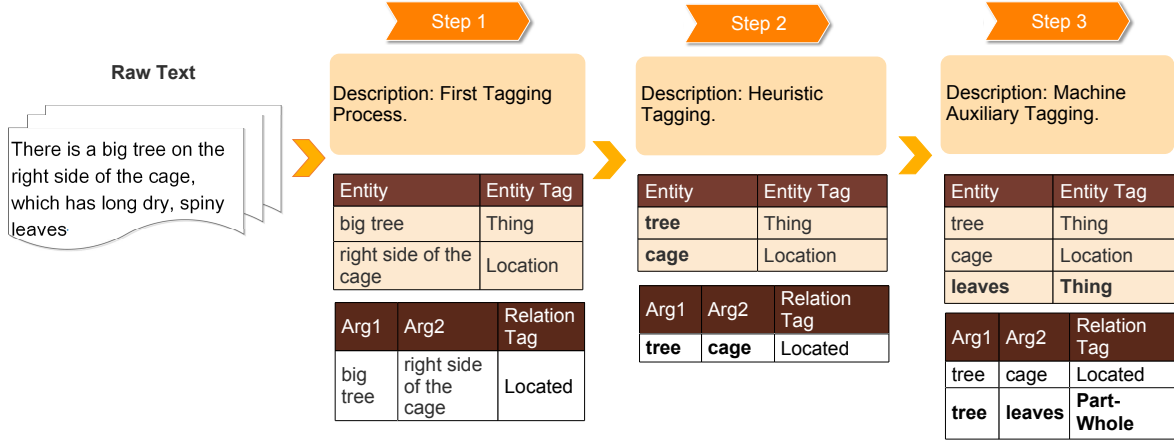 Raw Text
There is a big tree on the
right side of the cage,
which has long dry, spiny
leaves
Step 1
Description: First Tagging
Process.
Entity Entity Tag
big tree Thing
right side of the
cage Location
Arg1 Arg2 Relation
Tag
big
tree right side
of the
cage Located
Step 2
Description: Heuristic
Tagging.
Entity Entity Tag
tree Thing
cage Location
Arg1 Arg2 Relation
Tag
tree cage Located
Step 3
Description: Machine
Auxiliary Tagging.
Entity Entity Tag
tree Thing
cage Location
leaves Thing
Arg1 Arg2 Relation
Tag
tree cage Located
tree leaves Part-
Whole